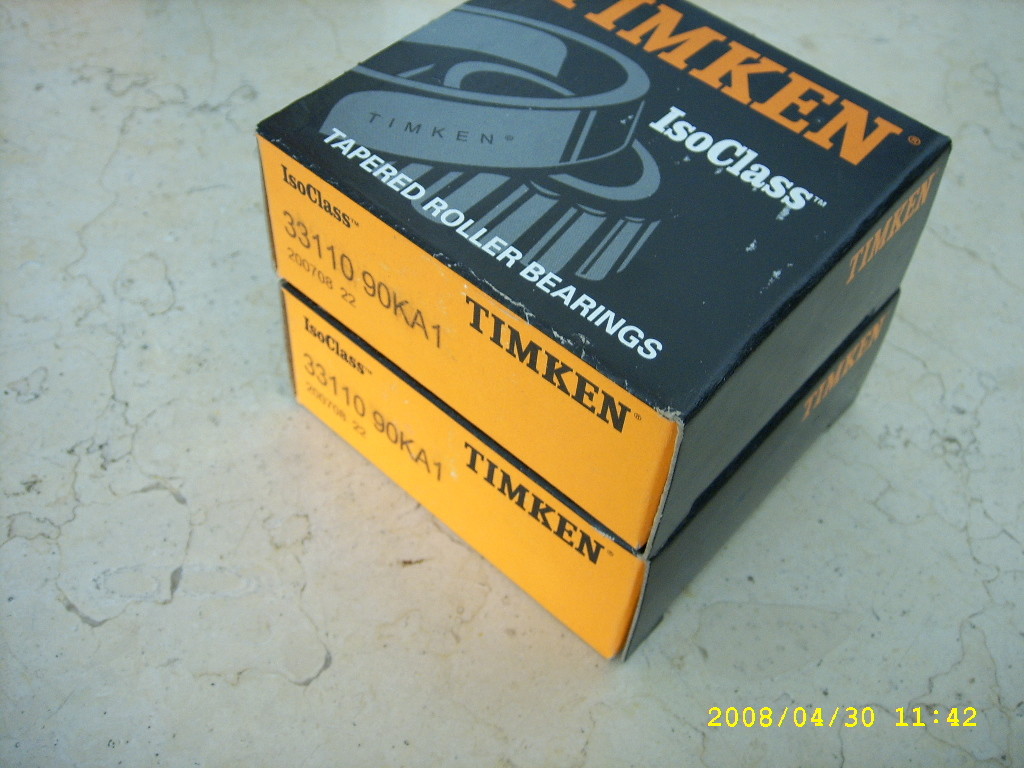 TIMKEN®
IsoClass™
TIMKEN®
TAPERED ROLLER BEARINGS
TIMKEN
IsoClass™
33110 90KA1
200708 22
TIMKEN®
TIMKEN
IsoClass™
33110 90KA1
200708 22
TIMKEN®
2008/04/30 11:42